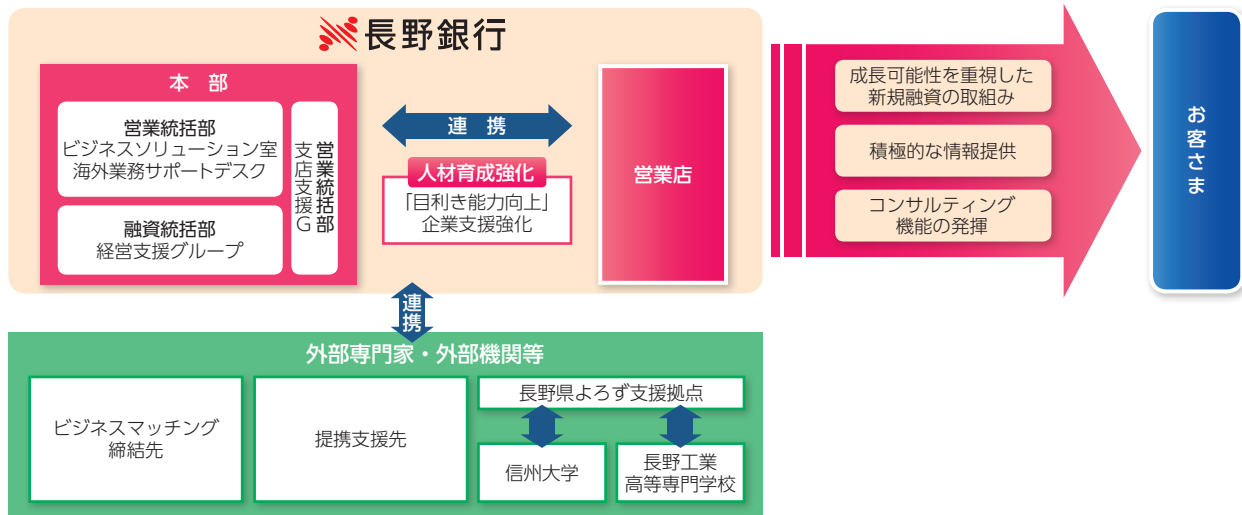 長野銀行
本 部
営業統括部
ビジネスソリューション室
海外業務サポートデスク
融資統括部
経営支援グループ
営業統括部
支店支援G
連 携
人材育成強化
「目利き能力向上」
企業支援強化
営業店
成長可能性を重視した
新規融資の取組み
積極的な情報提供
コンサルティング
機能の発揮
お客さま
連携
外部専門家・外部機関等
ビジネスマッチング
締結先
提携支援先
長野県よろず支援拠点
信州大学
長野工業
高等専門学校